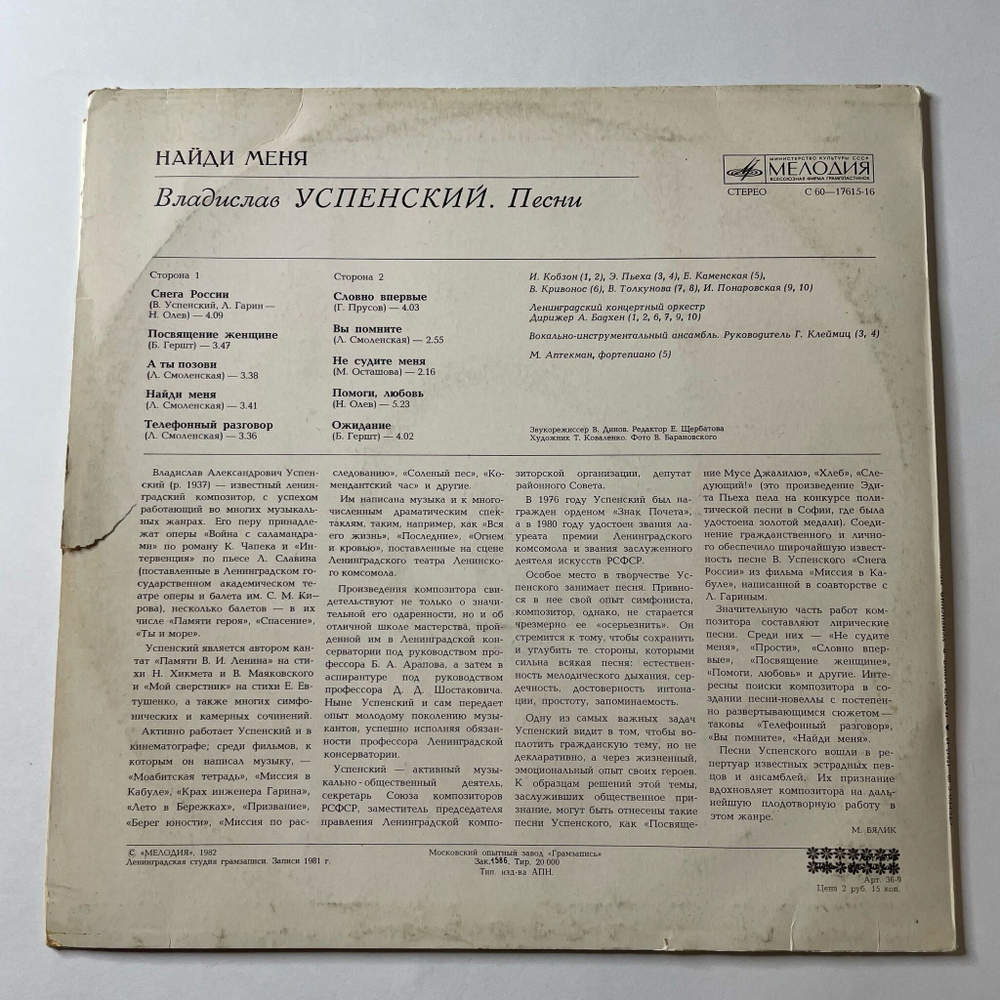 НАЙДИ МЕНЯ
Владислав УСПЕНСКИЙ. Песни
МИНИСТЕРСТВО КУЛЬТУРЫ СССР
МЕЛОДИЯ
ВСЕСОЮЗНАЯ ФИРМА ГРАМПЛАСТИНОК
СТЕРЕО С 60—17615-16
Сторона 1
Снега России
(В. Успенский, Л. Гарин —
Н. Олев) — 4.09
Посвящение женщине
(Б. Гершт) — 3.47
А ты позови
(Л. Смоленская) — 3.38
Найди меня
(Л. Смоленская) — 3.41
Телефонный разговор
(Л. Смоленская) — 3.36
Сторона 2
Словно впервые
(Г. Прусов) — 4.03
Вы помните
(Л. Смоленская) — 2.55
Не судите меня
(М. Осташова) — 2.16
Помоги, любовь
(Н. Олев) — 5.23
Ожидание
(Б. Гершт) — 4.02
И. Кобзон (1, 2), Э. Пьеха (3, 4), Е. Каменская (5),
В. Кривонос (6), В. Толкунова (7, 8), И. Понаровская (9, 10)
Ленинградский концертный оркестр
Дирижер А. Бадхен (1, 2, 6, 7, 9, 10)
Вокально-инструментальный ансамбль. Руководитель Г. Клеймиц (3, 4)
М. Аптекман, фортепиано (5)
Звукорежиссер В. Динов. Редактор Е. Щербатова
Художник Т. Коваленко. Фото В. Барановского
Владислав Александрович Успен-
ский (р. 1937) — известный ленин-
градский композитор, с успехом
работающий во многих музыкаль-
ных жанрах. Его перу принадле-
жат оперы «Война с саламандра-
ми» по роману К. Чапека и «Ин-
тервенция» по пьесе Л. Славина
(поставленные в Ленинградском го-
сударственном академическом те-
атре оперы и балета им. С. М. Ки-
рова), несколько балетов — в их
числе «Памяти героя», «Спасение»,
«Ты и море».
Успенский является автором кан-
тат «Памяти В. И. Ленина» на сти-
хи Н. Хикмета и В. Маяковского
и «Мой сверстник» на стихи Е. Ев-
тушенко, а также многих симфо-
нических и камерных сочинений.
Активно работает Успенский и в
кинематографе; среди фильмов, к
которым он написал музыку, —
«Моабитская тетрадь», «Миссия в
Кабуле», «Крах инженера Гарина»,
«Лето в Бережках», «Призвание»,
«Берег юности», «Миссия по рас-
следованию», «Соленый пес», «Ко-
мендантский час» и другие.
Им написана музыка и к много-
численным драматическим спек-
таклям, таким, например, как «Вся
его жизнь», «Последние», «Огнем
и кровью», поставленные на сцене
Ленинградского театра Ленинско-
го комсомола.
Произведения композитора сви-
детельствуют не только о значи-
тельной его одаренности, но и об
отличной школе мастерства, прой-
денной им в Ленинградской кон-
серватории под руководством про-
фессора Б. А. Арапова, а затем в
аспирантуре под руководством
профессора Д. Д. Шостаковича.
Ныне Успенский и сам передает
опыт молодому поколению музы-
кантов, успешно исполняя обязан-
ности профессора Ленинградской
консерватории.
Успенский — активный музы-
кально-общественный деятель,
секретарь Союза композиторов
РСФСР, заместитель председателя
правления Ленинградской компо-
зиторской организации, депутат
районного Совета.
В 1976 году Успенский был на-
гражден орденом «Знак Почета»,
а в 1980 году удостоен звания ла-
уреата премии Ленинградского
комсомола и звания заслуженного
деятеля искусств РСФСР.
Особое место в творчестве Ус-
пенского занимает песня. Привно-
ся в нее свой опыт симфониста,
композитор, однако, не старается
чрезмерно ее «осерьезнить». Он
стремится к тому, чтобы сохранить
и углубить те стороны, которыми
сильна всякая песня: естествен-
ность мелодического дыхания, сер-
дечность, достоверность интона-
ции, простоту, запоминаемость.
Одну из самых важных задач
Успенский видит в том, чтобы во-
плотить гражданскую тему, но не
декларативно, а через жизненный,
эмоциональный опыт своих героев.
К образцам решений этой темы,
заслуживших общественное при-
знание, могут быть отнесены такие
песни Успенского, как «Посвяще-
ние Мусе Джалилю», «Хлеб», «Сле-
дующий!» (это произведение Эди-
та Пьеха пела на конкурсе поли-
тической песни в Софии, где была
удостоена золотой медали). Соеди-
нение гражданственного и лично-
го обеспечило широчайшую извест-
ность песне В. Успенского «Снега
России» из фильма «Миссия в Ка-
буле», написанной в соавторстве с
Л. Гариным.
Значительную часть работ ком-
позитора составляют лирические
песни. Среди них — «Не судите
меня», «Прости», «Словно впер-
вые», «Посвящение женщине»,
«Помоги, любовь» и другие. Инте-
ресны поиски композитора в со-
здании песни-новеллы с постепен-
но развертывающимся сюжетом —
таковы «Телефонный разговор»,
«Вы помните», «Найди меня».
Песни Успенского вошли в ре-
пертуар известных эстрадных пев-
цов и ансамблей. Их признание
вдохновляет композитора на даль-
нейшую плодотворную работу в
этом жанре.
М. БЯЛИК
© «МЕЛОДИЯ», 1982
Ленинградская студия грамзаписи. Записи 1981 г.
Московский опытный завод «Грамзапись»
Зак. 1586. Тир. 20 000
Тип. изд-ва АПН.
Арт. 36-9
Цена 2 руб. 15 коп.